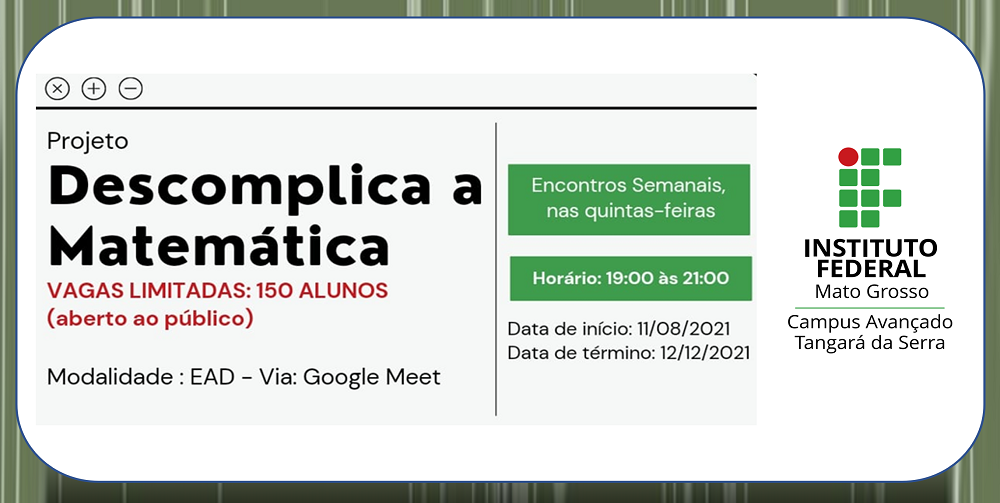 Projeto
Descomplica a
Matemática
VAGAS LIMITADAS: 150 ALUNOS
(aberto ao público)
Modalidade : EAD – Via: Google Meet
Encontros Semanais,
nas quintas-feiras
Horário: 19:00 às 21:00
Data de início: 11/08/2021
Data de término: 12/12/2021
INSTITUTO
FEDERAL
Mato Grosso
Campus Avançado
Tangará da Serra